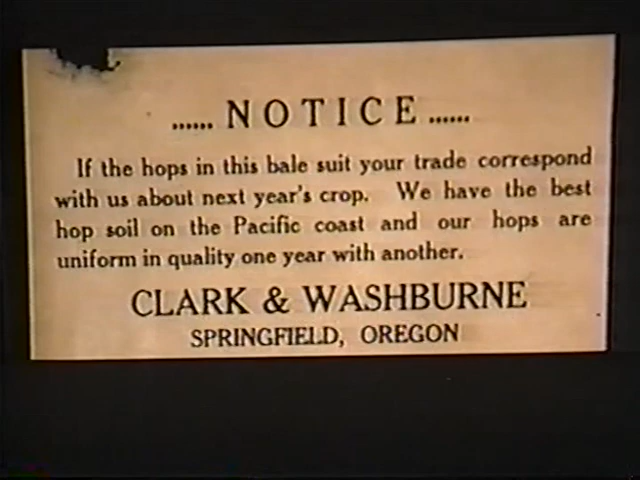 ...... NOTICE ......
If the hops in this bale suit your trade correspond
with us about next year's crop. We have the best
hop soil on the Pacific coast and our hops are
uniform in quality one year with another.
CLARK & WASHBURNE
SPRINGFIELD, OREGON